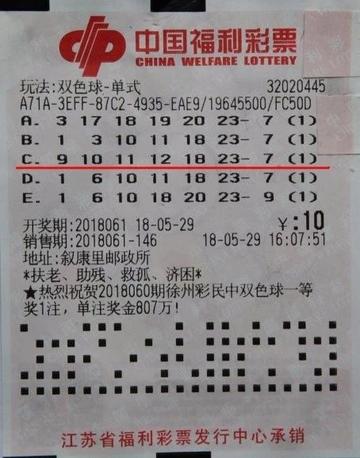 中国福利彩票
CHINA WELFARE LOTTERY
玩法:双色球-单式 32020445
A71A-3EFF-87C2-4935-EAE9/19645500/FC50D
A. 3 17 18 19 20 23- 7 (1)
B. 1 3 10 11 18 23- 7 (1)
C. 9 10 11 12 18 23- 7 (1)
D. 1 6 10 11 18 23- 7 (1)
E. 1 6 10 18 20 23- 9 (1)
开奖期:2018061 18-05-29 ¥:10
销售期:2018061-146 18-05-29 16:07:51
地址:叙康里邮政所
*扶老、助残、救孤、济困*
★热烈祝贺2018060期徐州彩民中双色球一等
奖1注,单注奖金807万!
江苏省福利彩票发行中心承销